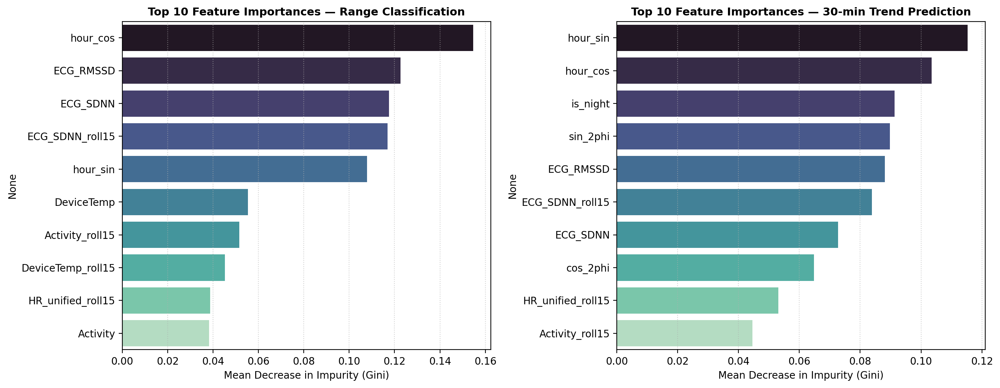 Top 10 Feature Importances — Range Classification
hour_cos
ECG_RMSSD
ECG_SDNN
ECG_SDNN_roll15
hour_sin
DeviceTemp
Activity_roll15
DeviceTemp_roll15
HR_unified_roll15
Activity
None
0.00 0.02 0.04 0.06 0.08 0.10 0.12 0.14 0.16
Mean Decrease in Impurity (Gini)
Top 10 Feature Importances — 30-min Trend Prediction
hour_sin
hour_cos
is_night
sin_2phi
ECG_RMSSD
ECG_SDNN_roll15
ECG_SDNN
cos_2phi
HR_unified_roll15
Activity_roll15
None
0.00 0.02 0.04 0.06 0.08 0.10 0.12
Mean Decrease in Impurity (Gini)